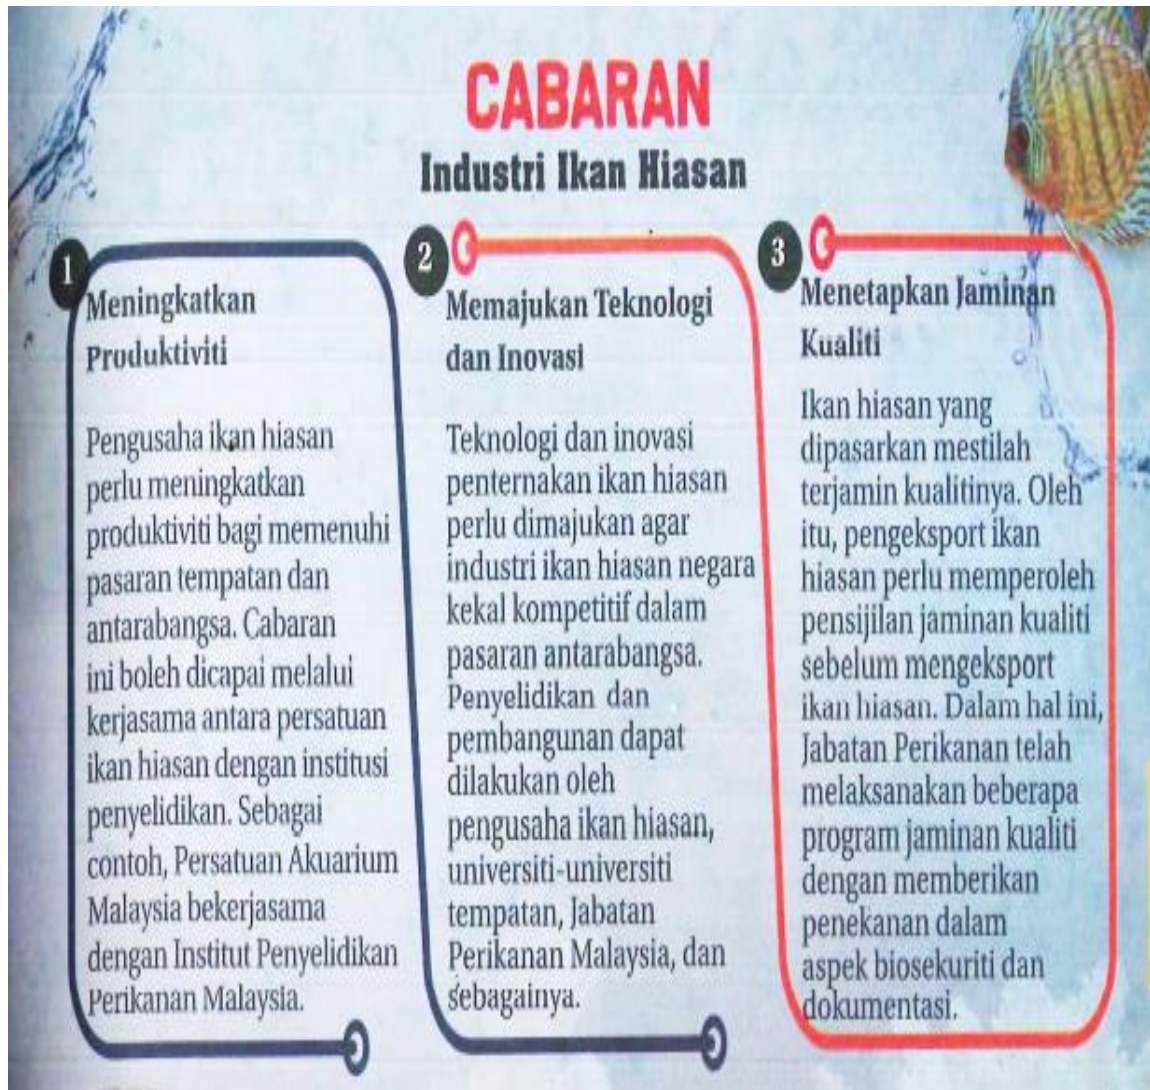 CABARAN
Industri Ikan Hiasan
1
Meningkatkan
Produktiviti
Pengusaha ikan hiasan
perlu meningkatkan
produktiviti bagi memenuhi
pasaran tempatan dan
antarabangsa. Cabaran
ini boleh dicapai melalui
kerjasama antara persatuan
ikan hiasan dengan institusi
penyelidikan. Sebagai
contoh, Persatuan Akuarium
Malaysia bekerjasama
dengan Institut Penyelidikan
Perikanan Malaysia.
2
Memajukan Teknologi
dan Inovasi
Teknologi dan inovasi
penternakan ikan hiasan
perlu dimajukan agar
industri ikan hiasan negara
kekal kompetitif dalam
pasaran antarabangsa.
Penyelidikan dan
pembangunan dapat
dilakukan oleh
pengusaha ikan hiasan,
universiti-universiti
tempatan, Jabatan
Perikanan Malaysia, dan
sebagainya.
3
Menetapkan Jaminan
Kualiti
Ikan hiasan yang
dipasarkan mestilah
terjamin kualitinya. Oleh
itu, pengeksport ikan
hiasan perlu memperoleh
pensijilan jaminan kualiti
sebelum mengeksport
ikan hiasan. Dalam hal ini,
Jabatan Perikanan telah
melaksanakan beberapa
program jaminan kualiti
dengan memberikan
penekanan dalam
aspek biosekuriti dan
dokumentasi.